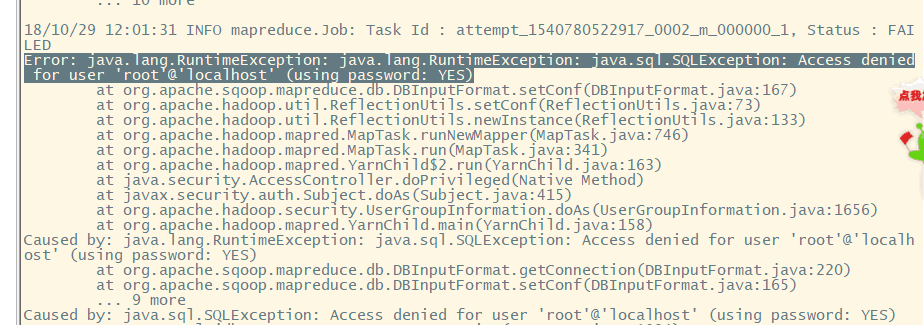 ... 10 more
18/10/29 12:01:31 INFO mapreduce.Job: Task Id : attempt_1540780522917_0002_m_000000_1, Status : FAI
LED
Error: java.lang.RuntimeException: java.lang.RuntimeException: java.sql.SQLException: Access denied
for user 'root'@'localhost' (using password: YES)
at org.apache.sqoop.mapreduce.db.DBInputFormat.setConf(DBInputFormat.java:167)
at org.apache.hadoop.util.ReflectionUtils.setConf(ReflectionUtils.java:73)
at org.apache.hadoop.util.ReflectionUtils.newInstance(ReflectionUtils.java:133)
at org.apache.hadoop.mapred.MapTask.runNewMapper(MapTask.java:746)
at org.apache.hadoop.mapred.MapTask.run(MapTask.java:341)
at org.apache.hadoop.mapred.YarnChild$2.run(YarnChild.java:163)
at java.security.AccessController.doPrivileged(Native Method)
at javax.security.auth.Subject.doAs(Subject.java:415)
at org.apache.hadoop.security.UserGroupInformation.doAs(UserGroupInformation.java:1656)
at org.apache.hadoop.mapred.YarnChild.main(YarnChild.java:158)
Caused by: java.lang.RuntimeException: java.sql.SQLException: Access denied for user 'root'@'localh
ost' (using password: YES)
at org.apache.sqoop.mapreduce.db.DBInputFormat.getConnection(DBInputFormat.java:220)
at org.apache.sqoop.mapreduce.db.DBInputFormat.setConf(DBInputFormat.java:165)
... 9 more
Caused by: java.sql.SQLException: Access denied for user 'root'@'localhost' (using password: YES)
点我